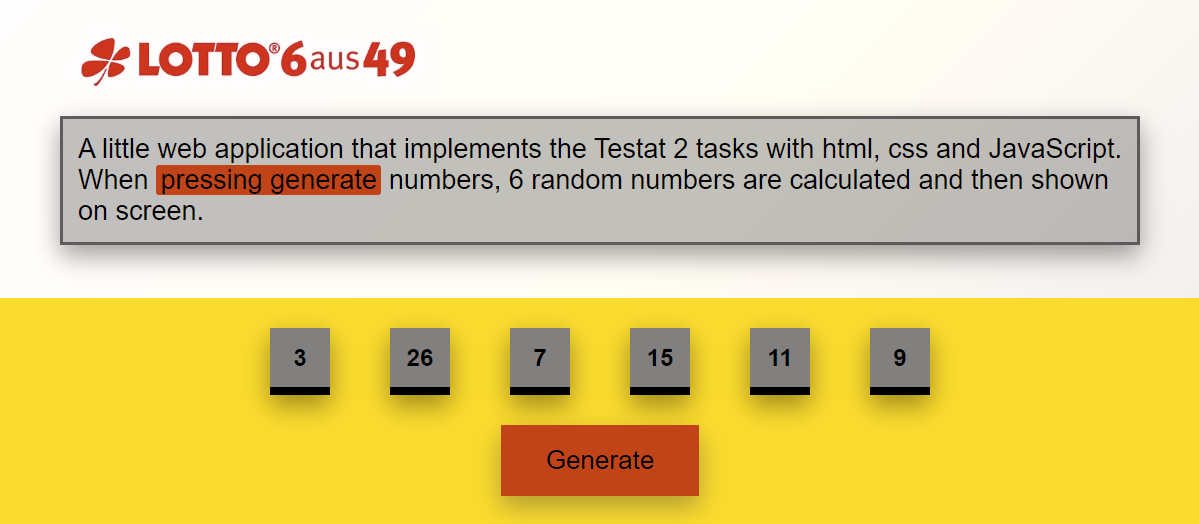 LOTTO®6aus49
A little web application that implements the Testat 2 tasks with html, css and JavaScript.
When pressing generate numbers, 6 random numbers are calculated and then shown
on screen.
3 26 7 15 11 9
Generate